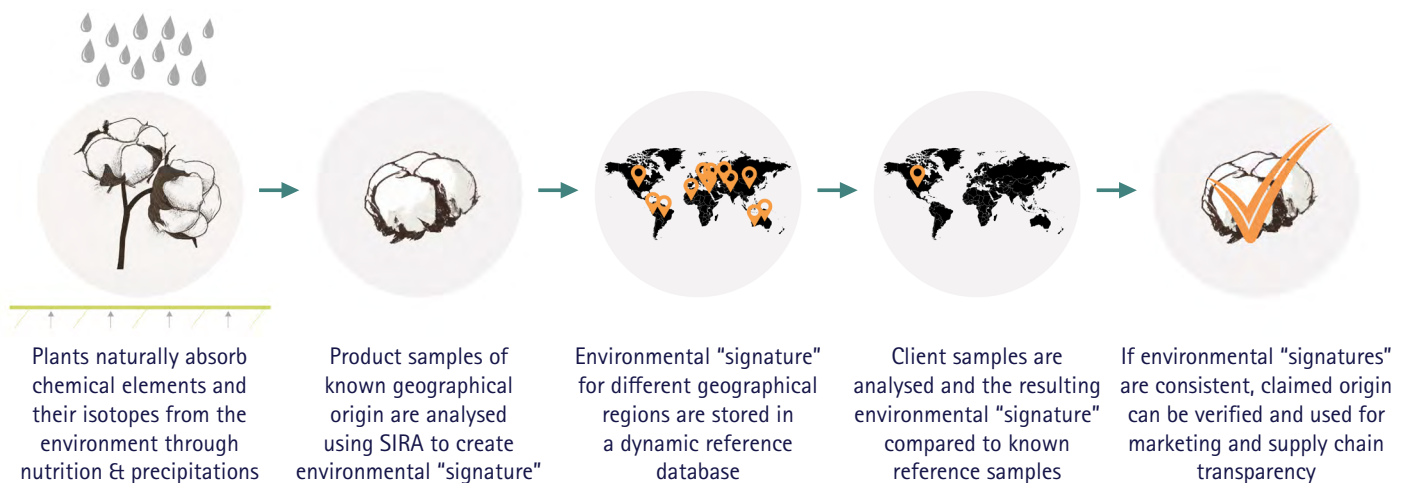 Plants naturally absorb
chemical elements and
their isotopes from the
environment through
nutrition & precipitations
Product samples of
known geographical
origin are analysed
using SIRA to create
environmental “signature”
Environmental “signature”
for different geographical
regions are stored in
a dynamic reference
database
Client samples are
analysed and the resulting
environmental “signature”
compared to known
reference samples
If environmental “signatures”
are consistent, claimed origin
can be verified and used for
marketing and supply chain
transparency